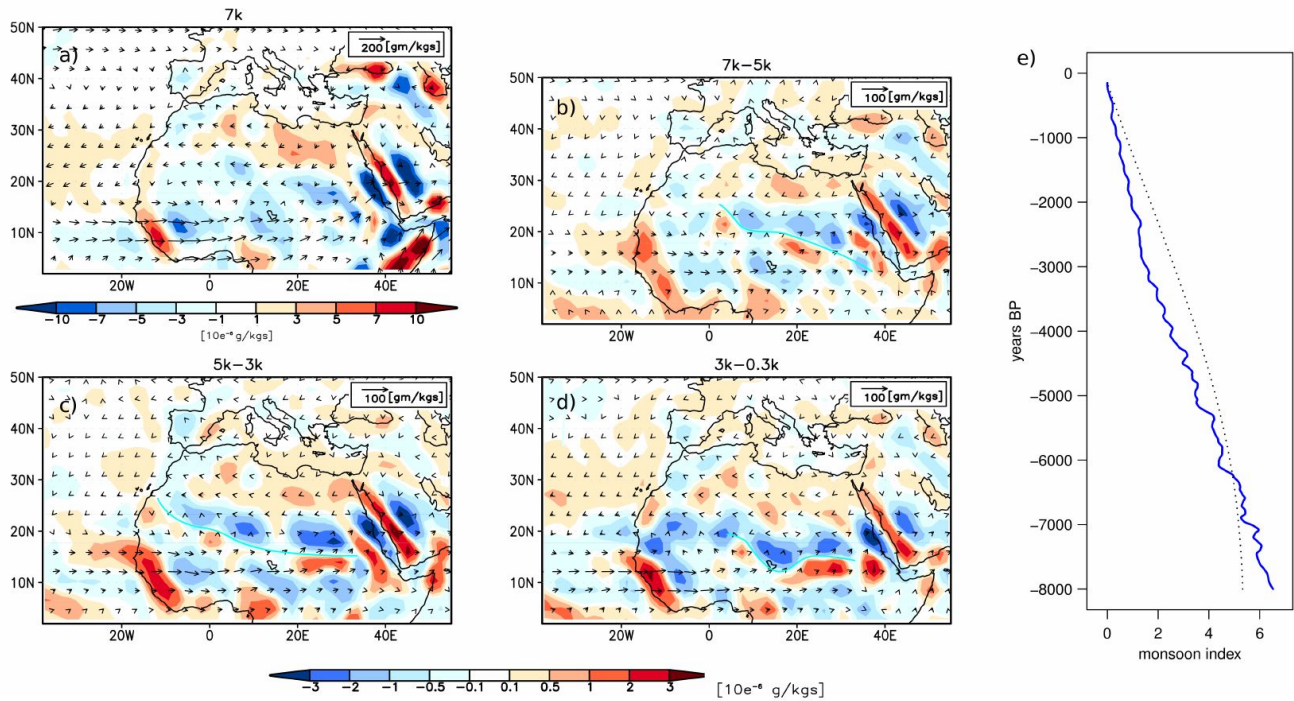 7k
a)
200[gm/kgs]
50N
40N
30N
20N
10N
20W 0 20E 40E
−10 −7 −5 −3 −1 1 3 5 7 10
[10e⁻⁶ g/kgs]
7k−5k
b)
100[gm/kgs]
50N
40N
30N
20N
10N
20W 0 20E 40E
5k−3k
c)
100[gm/kgs]
50N
40N
30N
20N
10N
20W 0 20E 40E
3k−0.3k
d)
100[gm/kgs]
50N
40N
30N
20N
10N
20W 0 20E 40E
−3 −2 −1 −0.5 −0.1 0.1 0.5 1 2 3
[10e⁻⁶ g/kgs]
e)
years BP
0
−1000
−2000
−3000
−4000
−5000
−6000
−7000
−8000
0 2 4 6
monsoon index